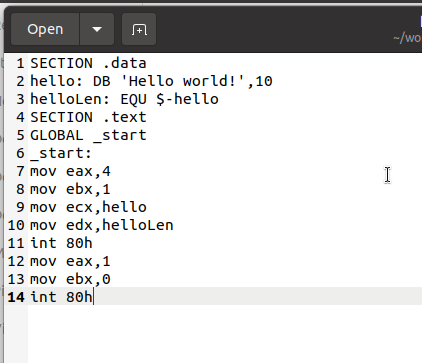 Open
~/wo
1 SECTION .data
2 hello: DB 'Hello world!',10
3 helloLen: EQU $-hello
4 SECTION .text
5 GLOBAL _start
6 _start:
7 mov eax,4
8 mov ebx,1
9 mov ecx,hello
10 mov edx,helloLen
11 int 80h
12 mov eax,1
13 mov ebx,0
14 int 80h